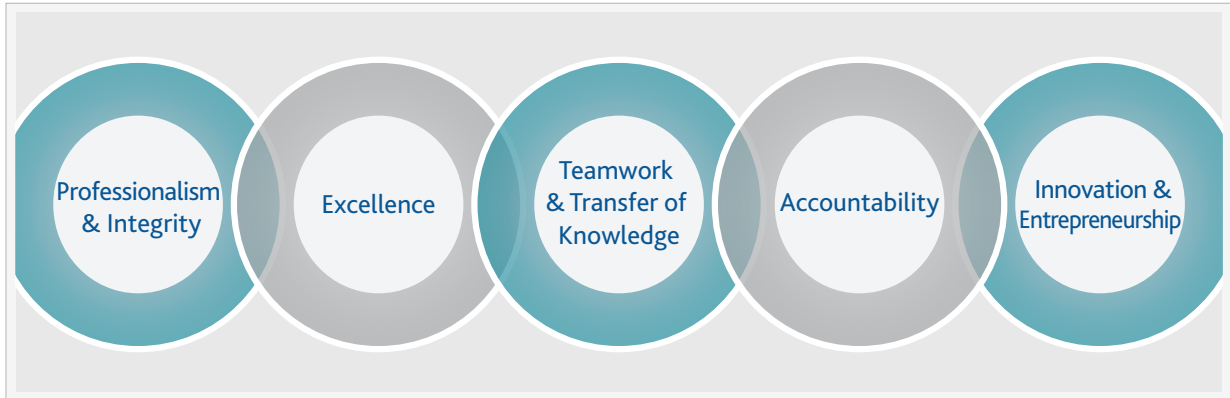 Professionalism
& Integrity
Excellence
Teamwork
& Transfer of
Knowledge
Accountability
Innovation &
Entrepreneurship